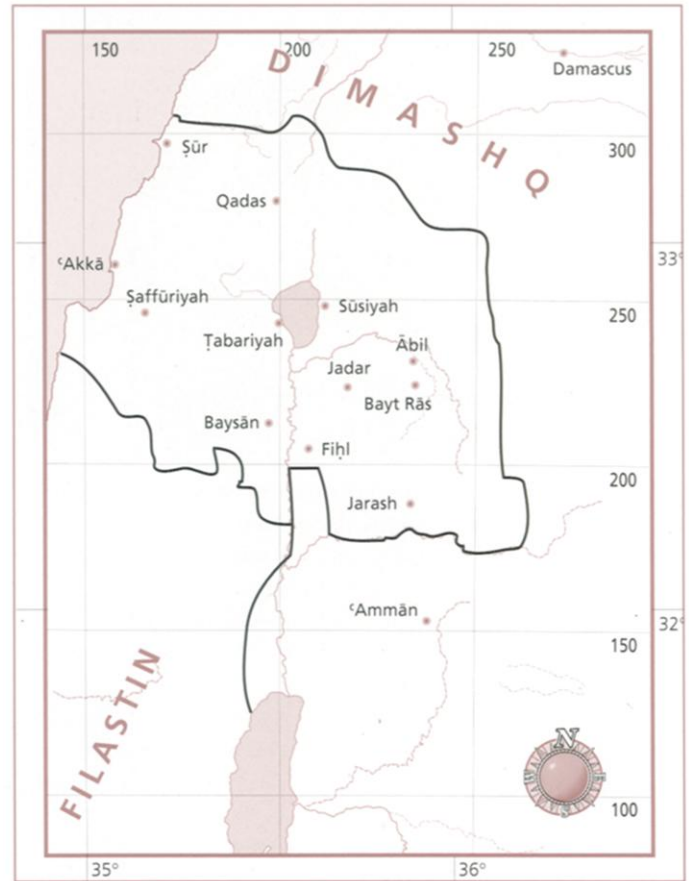 150 200 250
DIMASHQ
Damascus
300
Ṣūr
Qadas
33°
ʿAkkā
Ṣaffūriyah
Sūsiyah
250
Ṭabariyah
Ābil
Jadar
Bayt Rās
Baysān
Fiḥl
200
Jarash
ʿAmmān
32°
150
FILASTIN
N
E
S
W
100
35° 36°